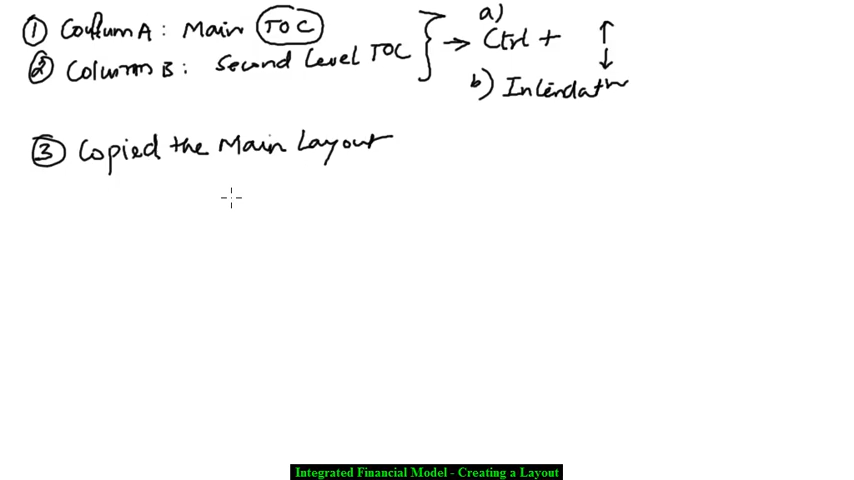 ① Column A : Main TOC
② Column B : Second Level TOC
→ a) Ctrl + ↑ ↓
b) Indentation
③ Copied the Main Layout
Integrated Financial Model - Creating a Layout